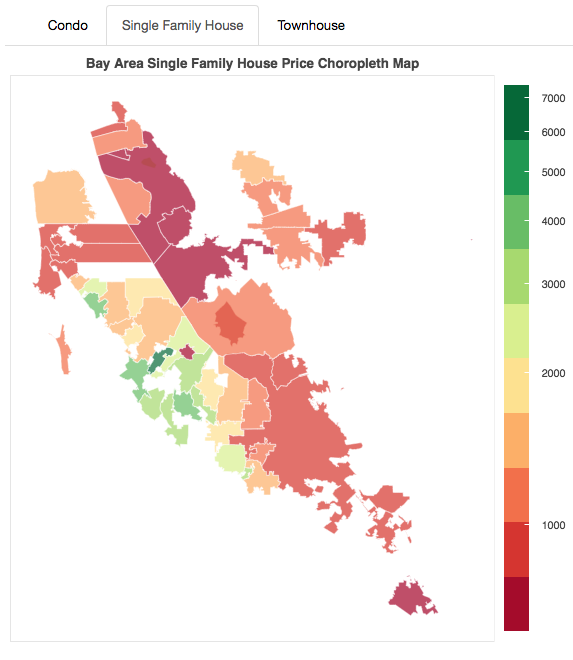 Condo
Single Family House
Townhouse
Bay Area Single Family House Price Choropleth Map
7000
6000
5000
4000
3000
2000
1000